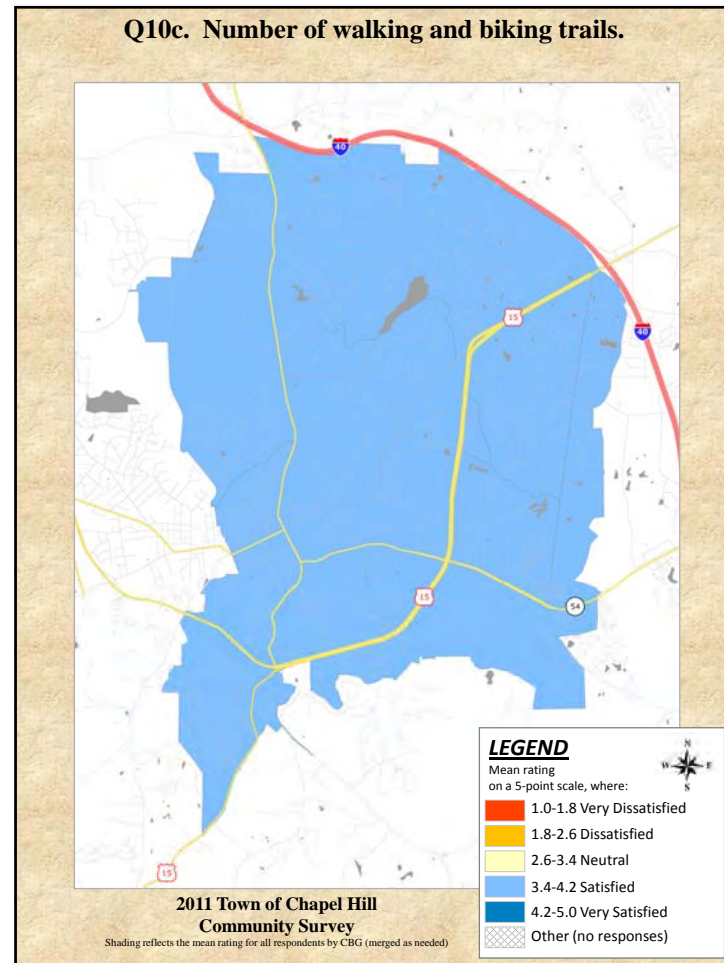 Q10c. Number of walking and biking trails.
40
15
40
54
15
15
LEGEND
N
W E
S
Mean rating
on a 5-point scale, where:
1.0-1.8 Very Dissatisfied
1.8-2.6 Dissatisfied
2.6-3.4 Neutral
3.4-4.2 Satisfied
4.2-5.0 Very Satisfied
Other (no responses)
2011 Town of Chapel Hill
Community Survey
Shading reflects the mean rating for all respondents by CBG (merged as needed)